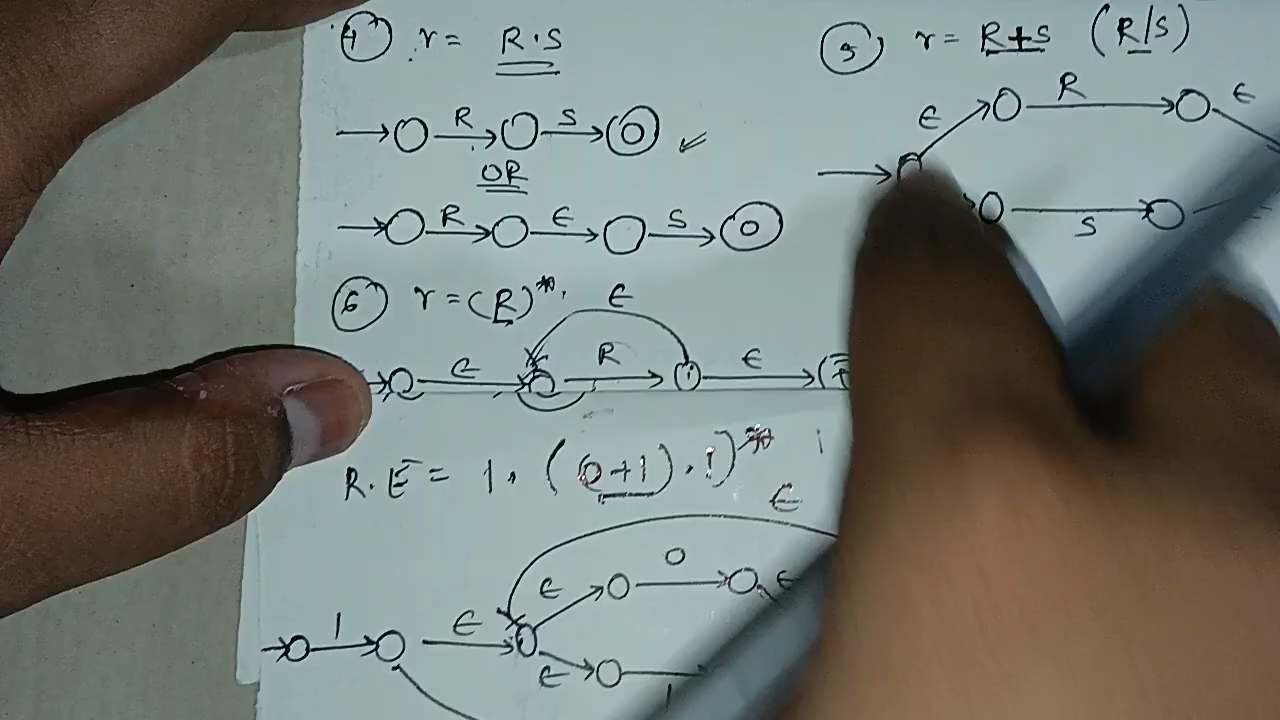 4 r = R.S
R S
OR
R ϵ S
5 r = R+S (R/S)
ϵ R ϵ
S
6 r = (R)*.
ϵ
ϵ R ϵ
R.E = 1.((0+1).1)*
ϵ
ϵ 0 ϵ
1 ϵ
ϵ 1